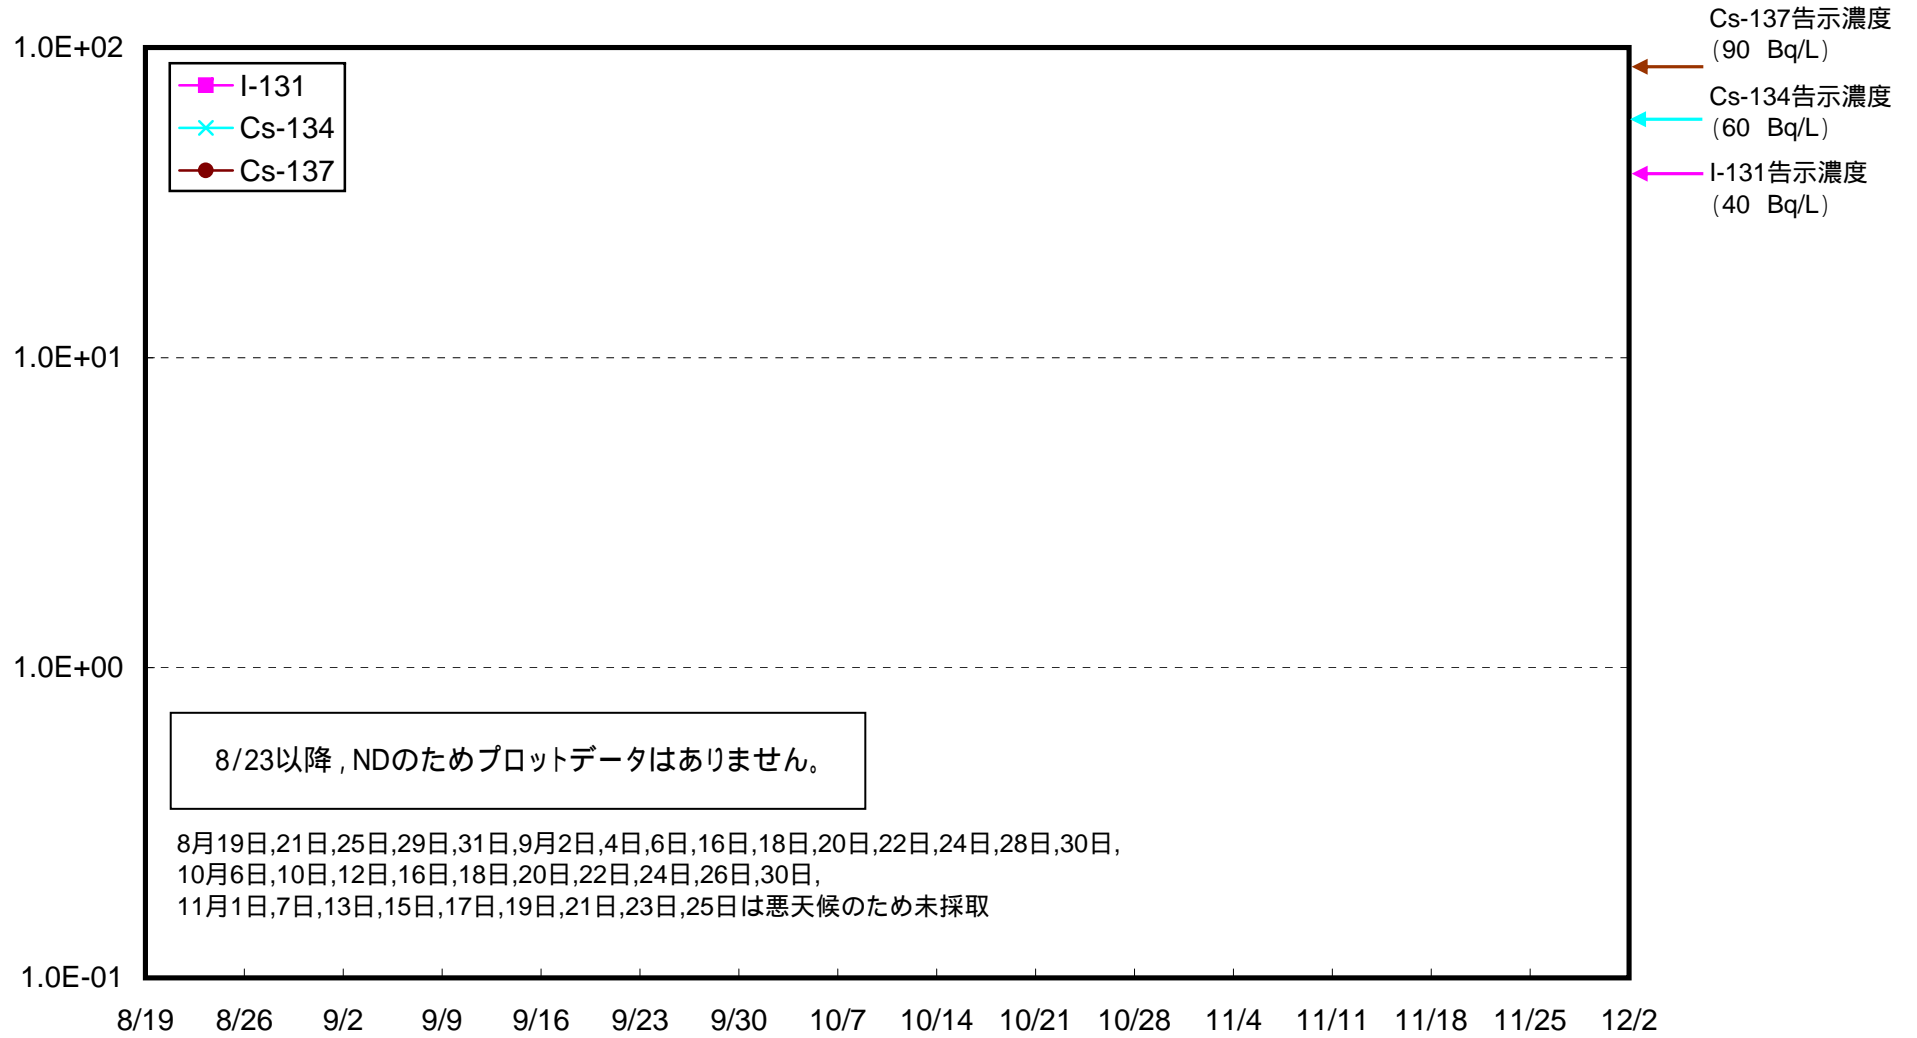 Cs-137告示濃度
(90 Bq/L)
Cs-134告示濃度
(60 Bq/L)
I-131告示濃度
(40 Bq/L)
1.0E+02
1.0E+01
1.0E+00
1.0E-01
I-131
Cs-134
Cs-137
8/23以降，NDのためプロットデータはありません。
8月19日,21日,25日,29日,31日,9月2日,4日,6日,16日,18日,20日,22日,24日,28日,30日,
10月6日,10日,12日,16日,18日,20日,22日,24日,26日,30日,
11月1日,7日,13日,15日,17日,19日,21日,23日,25日は悪天候のため未採取
8/19 8/26 9/2 9/9 9/16 9/23 9/30 10/7 10/14 10/21 10/28 11/4 11/11 11/18 11/25 12/2